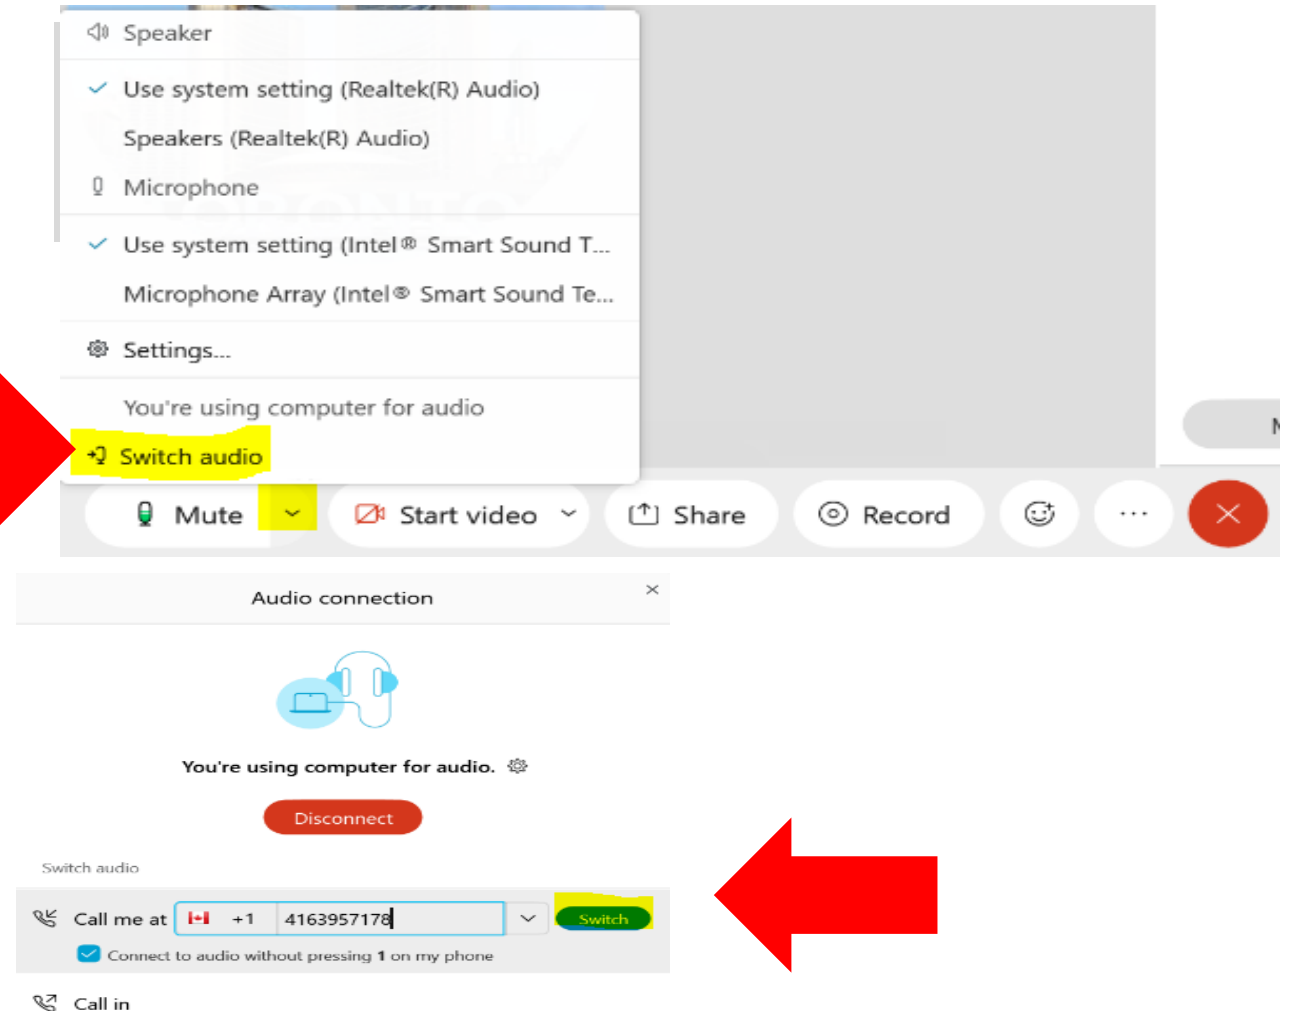 Speaker
Use system setting (Realtek(R) Audio)
Speakers (Realtek(R) Audio)
Microphone
TORONTO
Use system setting (Intel® Smart Sound T...
Microphone Array (Intel® Smart Sound Te...
Settings...
You're using computer for audio
Switch audio
Mute
Start video
Share
Record
Audio connection
You're using computer for audio.
Disconnect
Switch audio
Call me at +1 4163957178 Switch
Connect to audio without pressing 1 on my phone
Call in